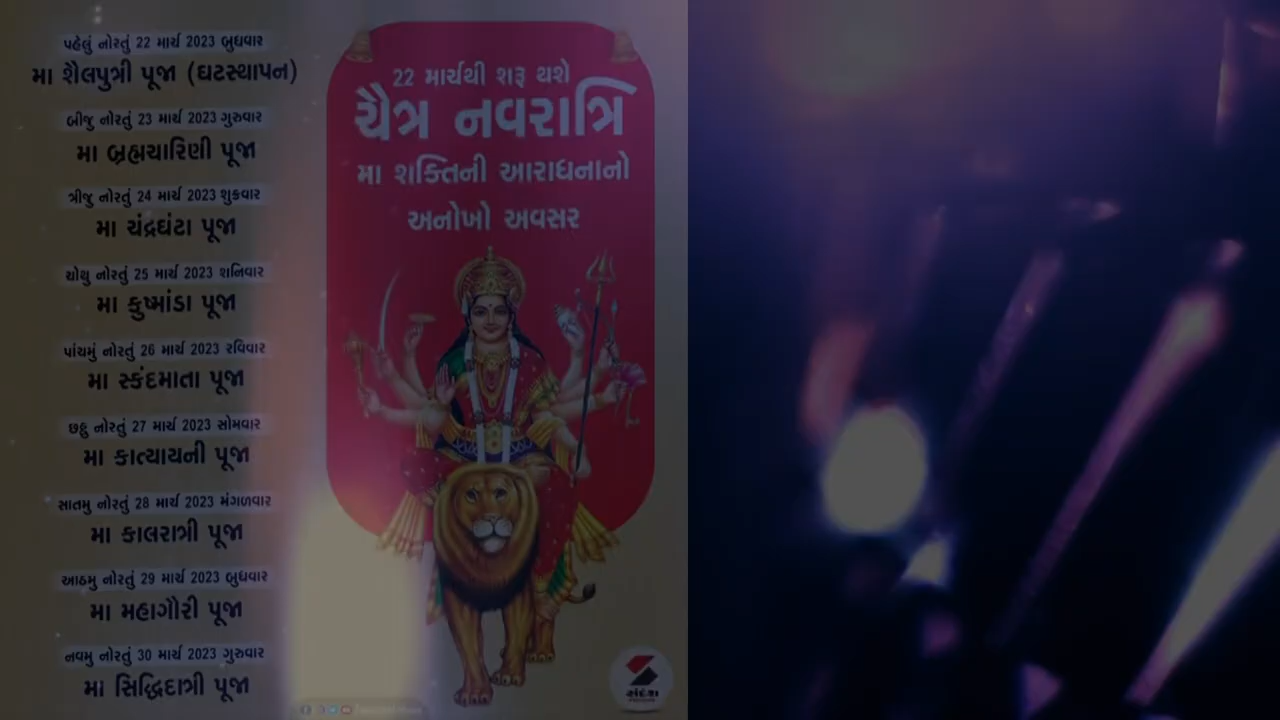 પહેલું નોરતું 22 માર્ચ 2023 બુધવાર
મા શૈલપુત્રી પૂજા (ઘટસ્થાપન)
બીજુ નોરતું 23 માર્ચ 2023 ગુરુવાર
મા બ્રહ્મચારિણી પૂજા
ત્રીજુ નોરતું 24 માર્ચ 2023 શુક્રવાર
મા ચંદ્રઘંટા પૂજા
ચોથુ નોરતું 25 માર્ચ 2023 શનિવાર
મા કુષ્માંડા પૂજા
પાંચમું નોરતું 26 માર્ચ 2023 રવિવાર
મા સ્કંદમાતા પૂજા
છઠ્ઠુ નોરતું 27 માર્ચ 2023 સોમવાર
મા કાત્યાયની પૂજા
સાતમુ નોરતું 28 માર્ચ 2023 મંગળવાર
મા કાલરાત્રી પૂજા
આઠમુ નોરતું 29 માર્ચ 2023 બુધવાર
મા મહાગૌરી પૂજા
નવમુ નોરતું 30 માર્ચ 2023 ગુરુવાર
મા સિદ્ધિદાત્રી પૂજા
22 માર્ચથી શરૂ થશે
ચૈત્ર નવરાત્રિ
મા શક્તિની આરાધનાનો
અનોખો અવસર
સંદેશ